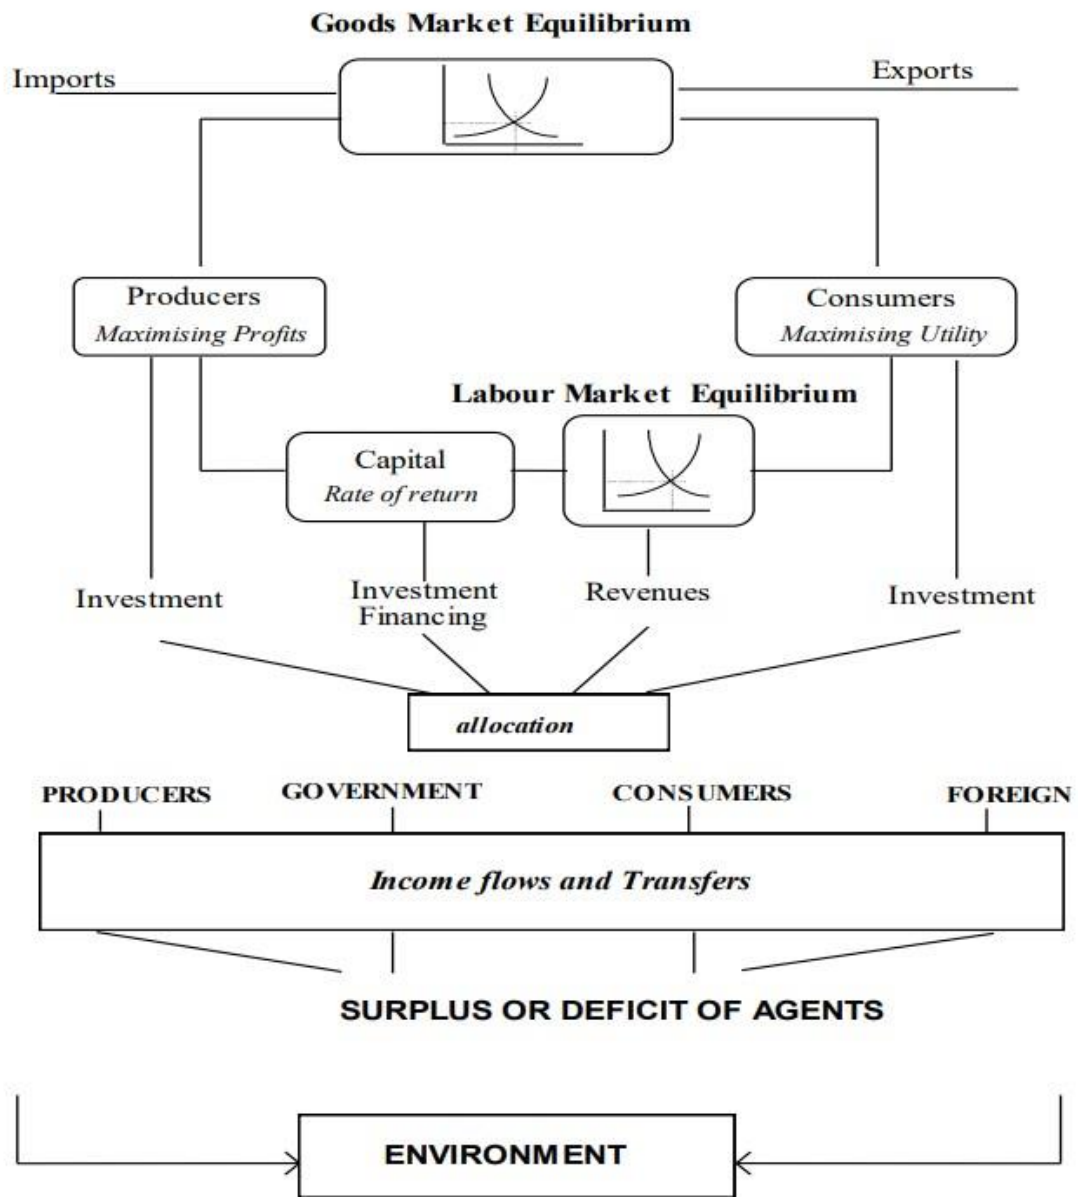 Goods Market Equilibrium
Imports
Exports
Producers
Maximising Profits
Consumers
Maximising Utility
Labour Market Equilibrium
Capital
Rate of return
Investment
Investment
Financing
Revenues
Investment
allocation
PRODUCERS
GOVERNMENT
CONSUMERS
FOREIGN
Income flows and Transfers
SURPLUS OR DEFICIT OF AGENTS
ENVIRONMENT